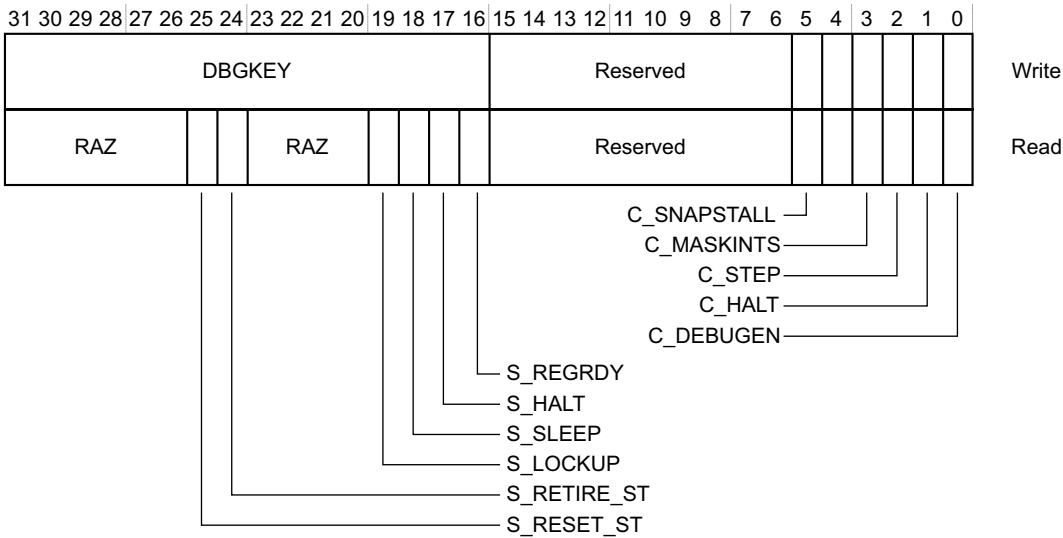 31 30 29 28 27 26 25 24 23 22 21 20 19 18 17 16 15 14 13 12 11 10 9 8 7 6 5 4 3 2 1 0
DBGKEY Reserved Write
RAZ RAZ Reserved Read
C_SNAPSTALL
C_MASKINTS
C_STEP
C_HALT
C_DEBUGEN
S_REGRDY
S_HALT
S_SLEEP
S_LOCKUP
S_RETIRE_ST
S_RESET_ST